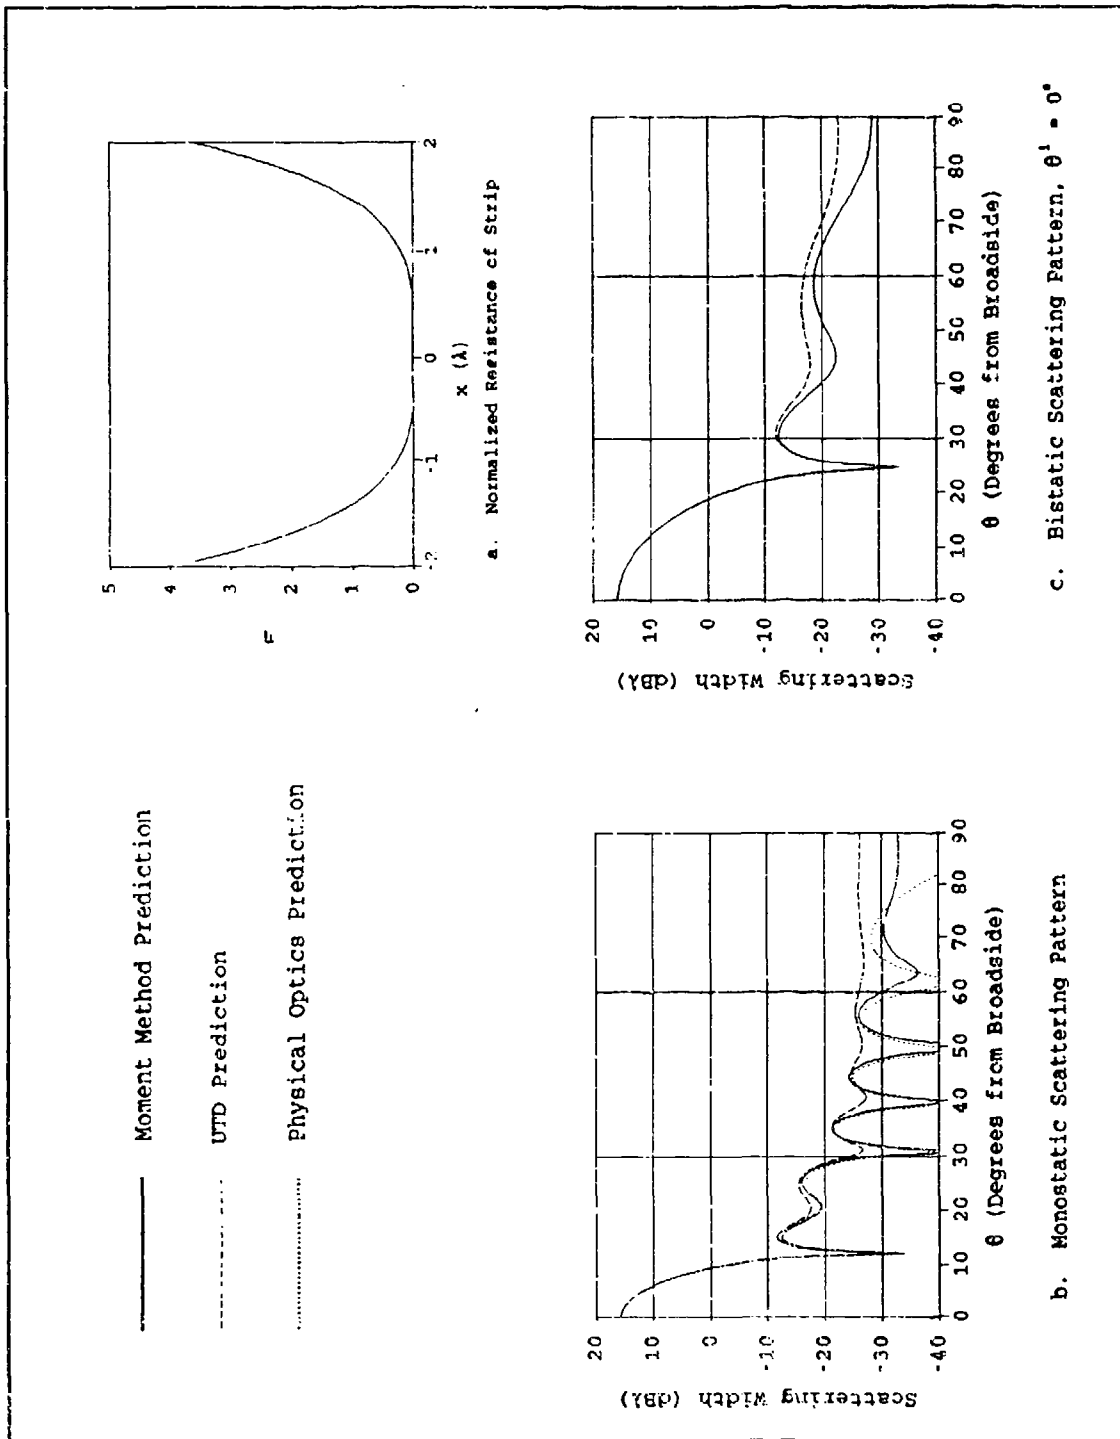 Moment Method Prediction
UTD Prediction
Physical Optics Prediction
5
4
3
2
1
0
-2
-1
0
1
2
x (λ)
a. Normalized Resistance of Strip
20
10
0
-10
-20
-30
-40
Scattering Width (dBλ)
0 10 20 30 40 50 60 70 80 90
θ (Degrees from Broadside)
b. Monostatic Scattering Pattern
20
10
0
-10
-20
-30
-40
Scattering Width (dBλ)
0 10 20 30 40 50 60 70 80 90
θ (Degrees from Broadside)
c. Bistatic Scattering Pattern, θ¹ = 0°